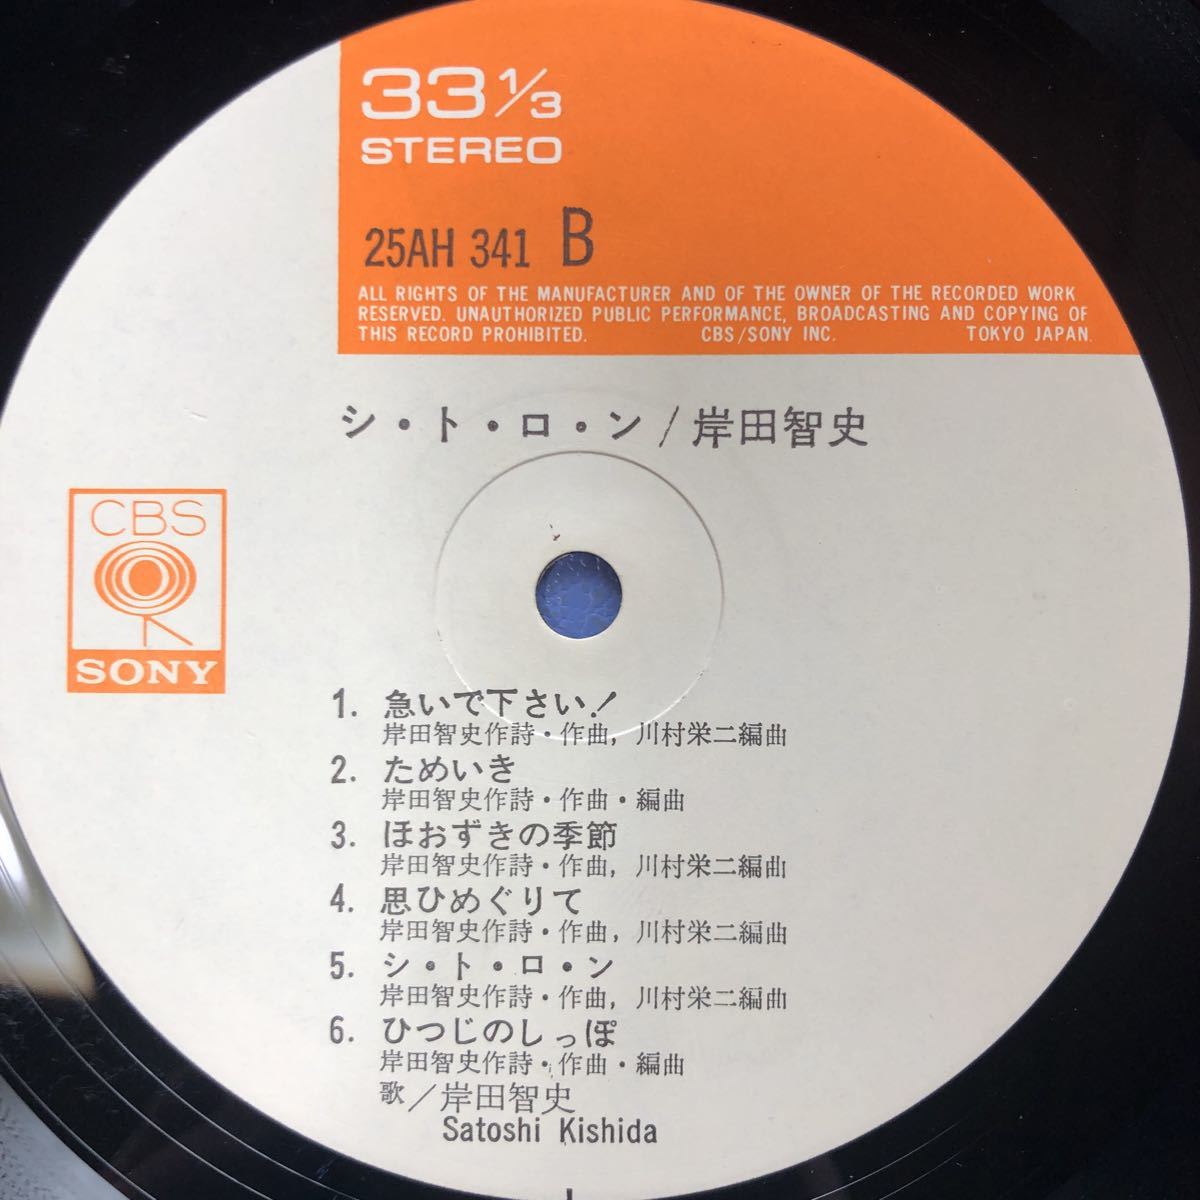 33 1/3
STEREO
25AH 341 B
ALL RIGHTS OF THE MANUFACTURER AND OF THE OWNER OF THE RECORDED WORK
RESERVED. UNAUTHORIZED PUBLIC PERFORMANCE, BROADCASTING AND COPYING OF
THIS RECORD PROHIBITED. CBS/SONY INC. TOKYO JAPAN.
シ・ト・ロ・ン/岸田智史
CBS
SONY
1. 急いで下さい!
岸田智史作詩・作曲, 川村栄二編曲
2. ためいき
岸田智史作詩・作曲・編曲
3. ほおずきの季節
岸田智史作詩・作曲, 川村栄二編曲
4. 思ひめぐりて
岸田智史作詩・作曲, 川村栄二編曲
5. シ・ト・ロ・ン
岸田智史作詩・作曲, 川村栄二編曲
6. ひつじのしっぽ
岸田智史作詩・作曲・編曲
歌/岸田智史
Satoshi Kishida